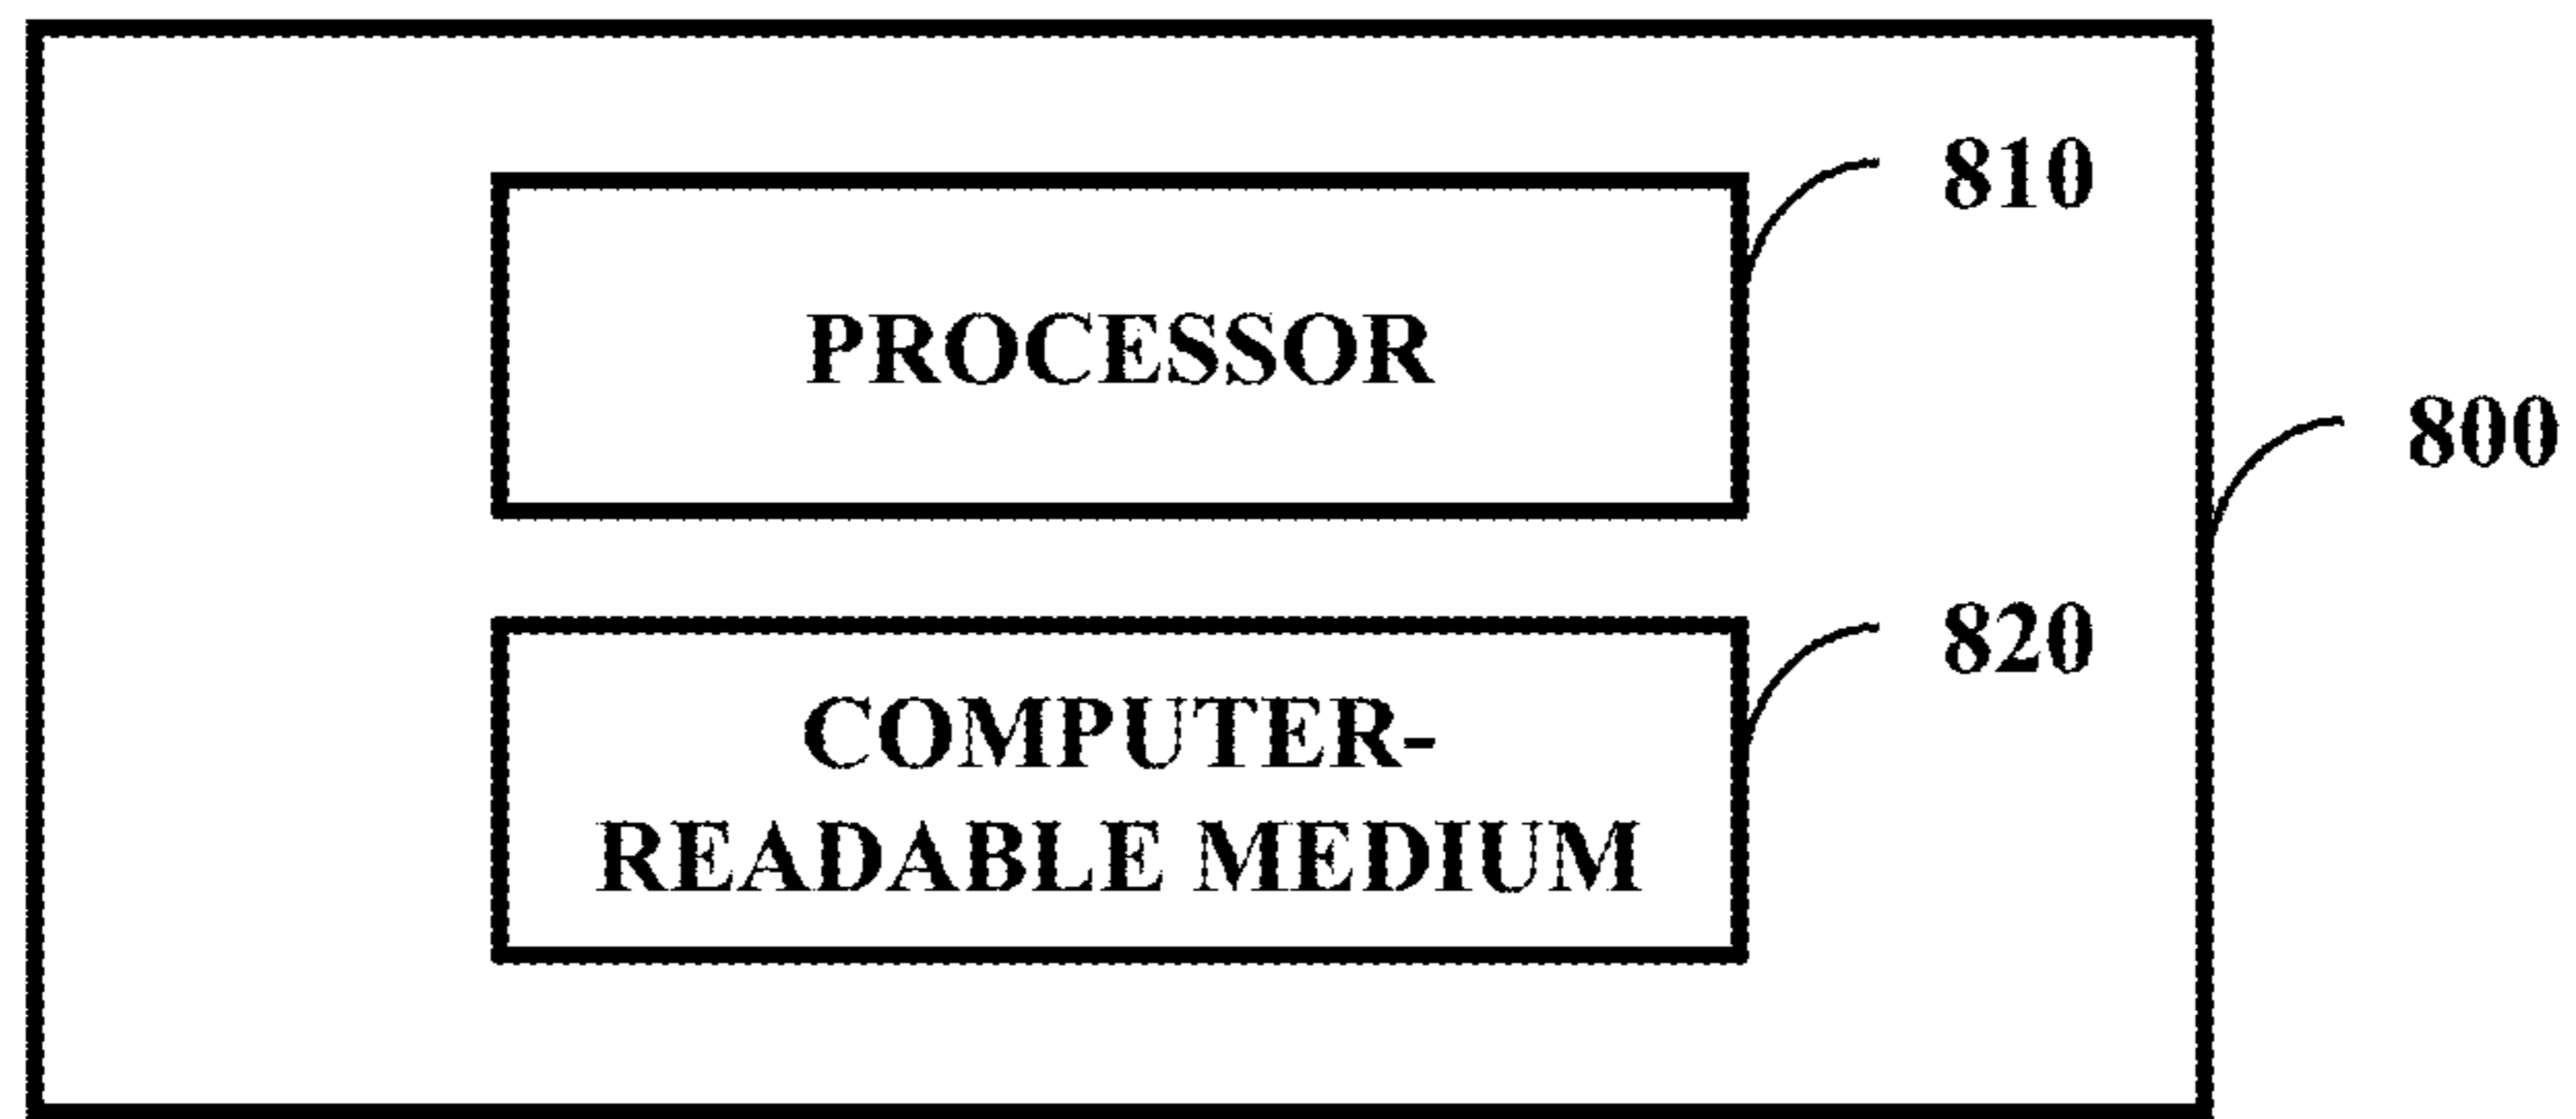 810
PROCESSOR
800
820
COMPUTER-
READABLE MEDIUM